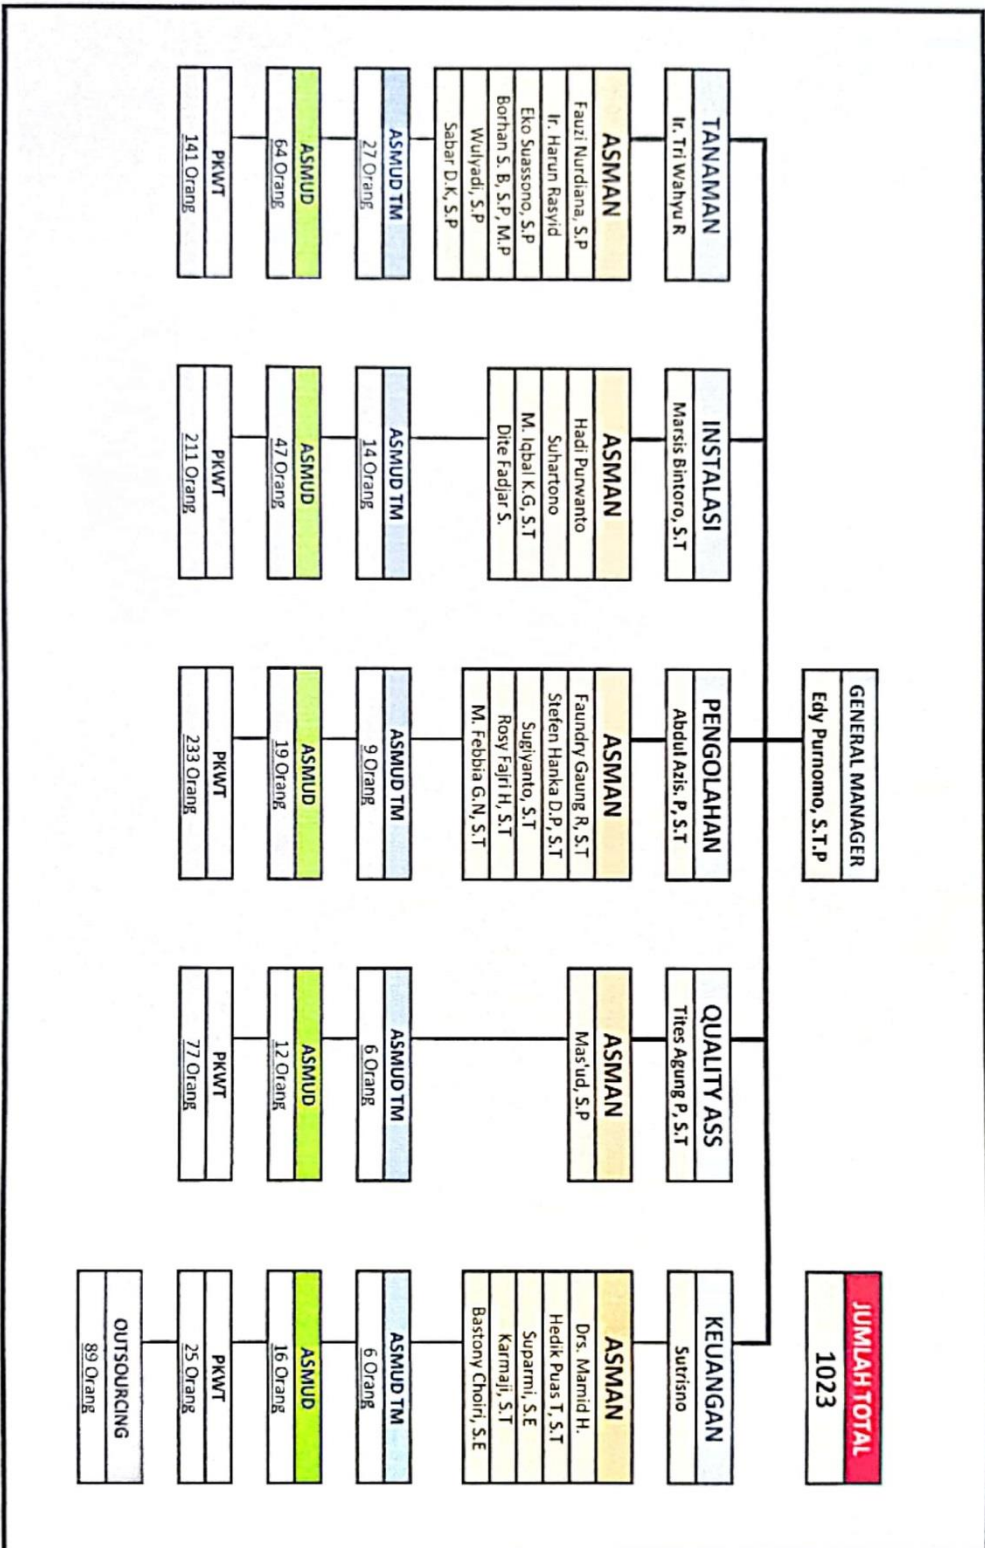 GENERAL MANAGER
Edy Purnomo, S.T.P
JUMLAH TOTAL
1023
TANAMAN
Ir. Tri Wahyu R
ASMAN
Fauzi Nurdiana, S.P
Ir. Harun Rasyid
Eko Suassono, S.P
Borhan S. B, S.P, M.P
Wulyadi, S.P
Sabar D.K, S.P
ASMUD TM
27 Orang
ASMUD
64 Orang
PKWT
141 Orang
INSTALASI
Marsis Bintoro, S.T
ASMAN
Hadi Purwanto
Suhartono
M. Iqbal K.G, S.T
Dite Fadjar S.
ASMUD TM
14 Orang
ASMUD
47 Orang
PKWT
211 Orang
PENGOLAHAN
Abdul Azis. P, S.T
ASMAN
Faundry Gaung R, S.T
Stefen Hanka D.P, S.T
Sugiyanto, S.T
Rosy Fajri H, S.T
M. Febbia G.N, S.T
ASMUD TM
9 Orang
ASMUD
19 Orang
PKWT
233 Orang
QUALITY ASS
Tites Agung P, S.T
ASMAN
Mas'ud, S.P
ASMUD TM
6 Orang
ASMUD
12 Orang
PKWT
77 Orang
KEUANGAN
Sutrisno
ASMAN
Drs. Mamid H.
Hedik Puas T, S.T
Suparmi, S.E
Karmaji, S.T
Bastony Choiri, S.E
ASMUD TM
6 Orang
ASMUD
16 Orang
PKWT
25 Orang
OUTSOURCING
89 Orang